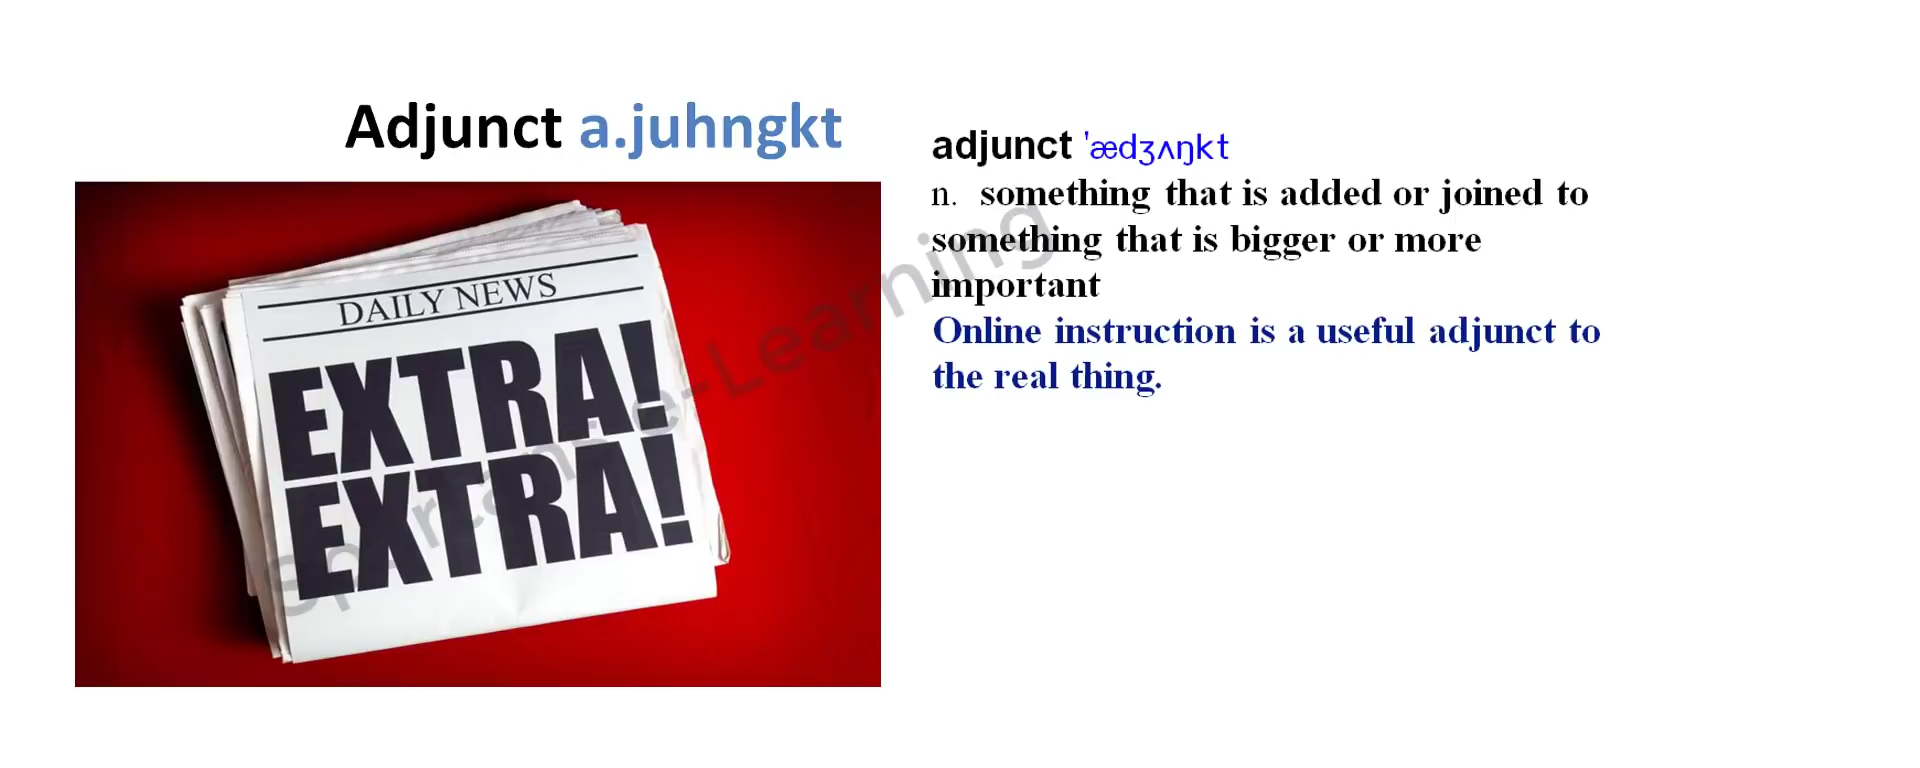 Adjunct a.juhngkt
DAILY NEWS
EXTRA!
EXTRA!
adjunct ˈædʒʌŋkt
n. something that is added or joined to
something that is bigger or more
important
Online instruction is a useful adjunct to
the real thing.
e-Learning